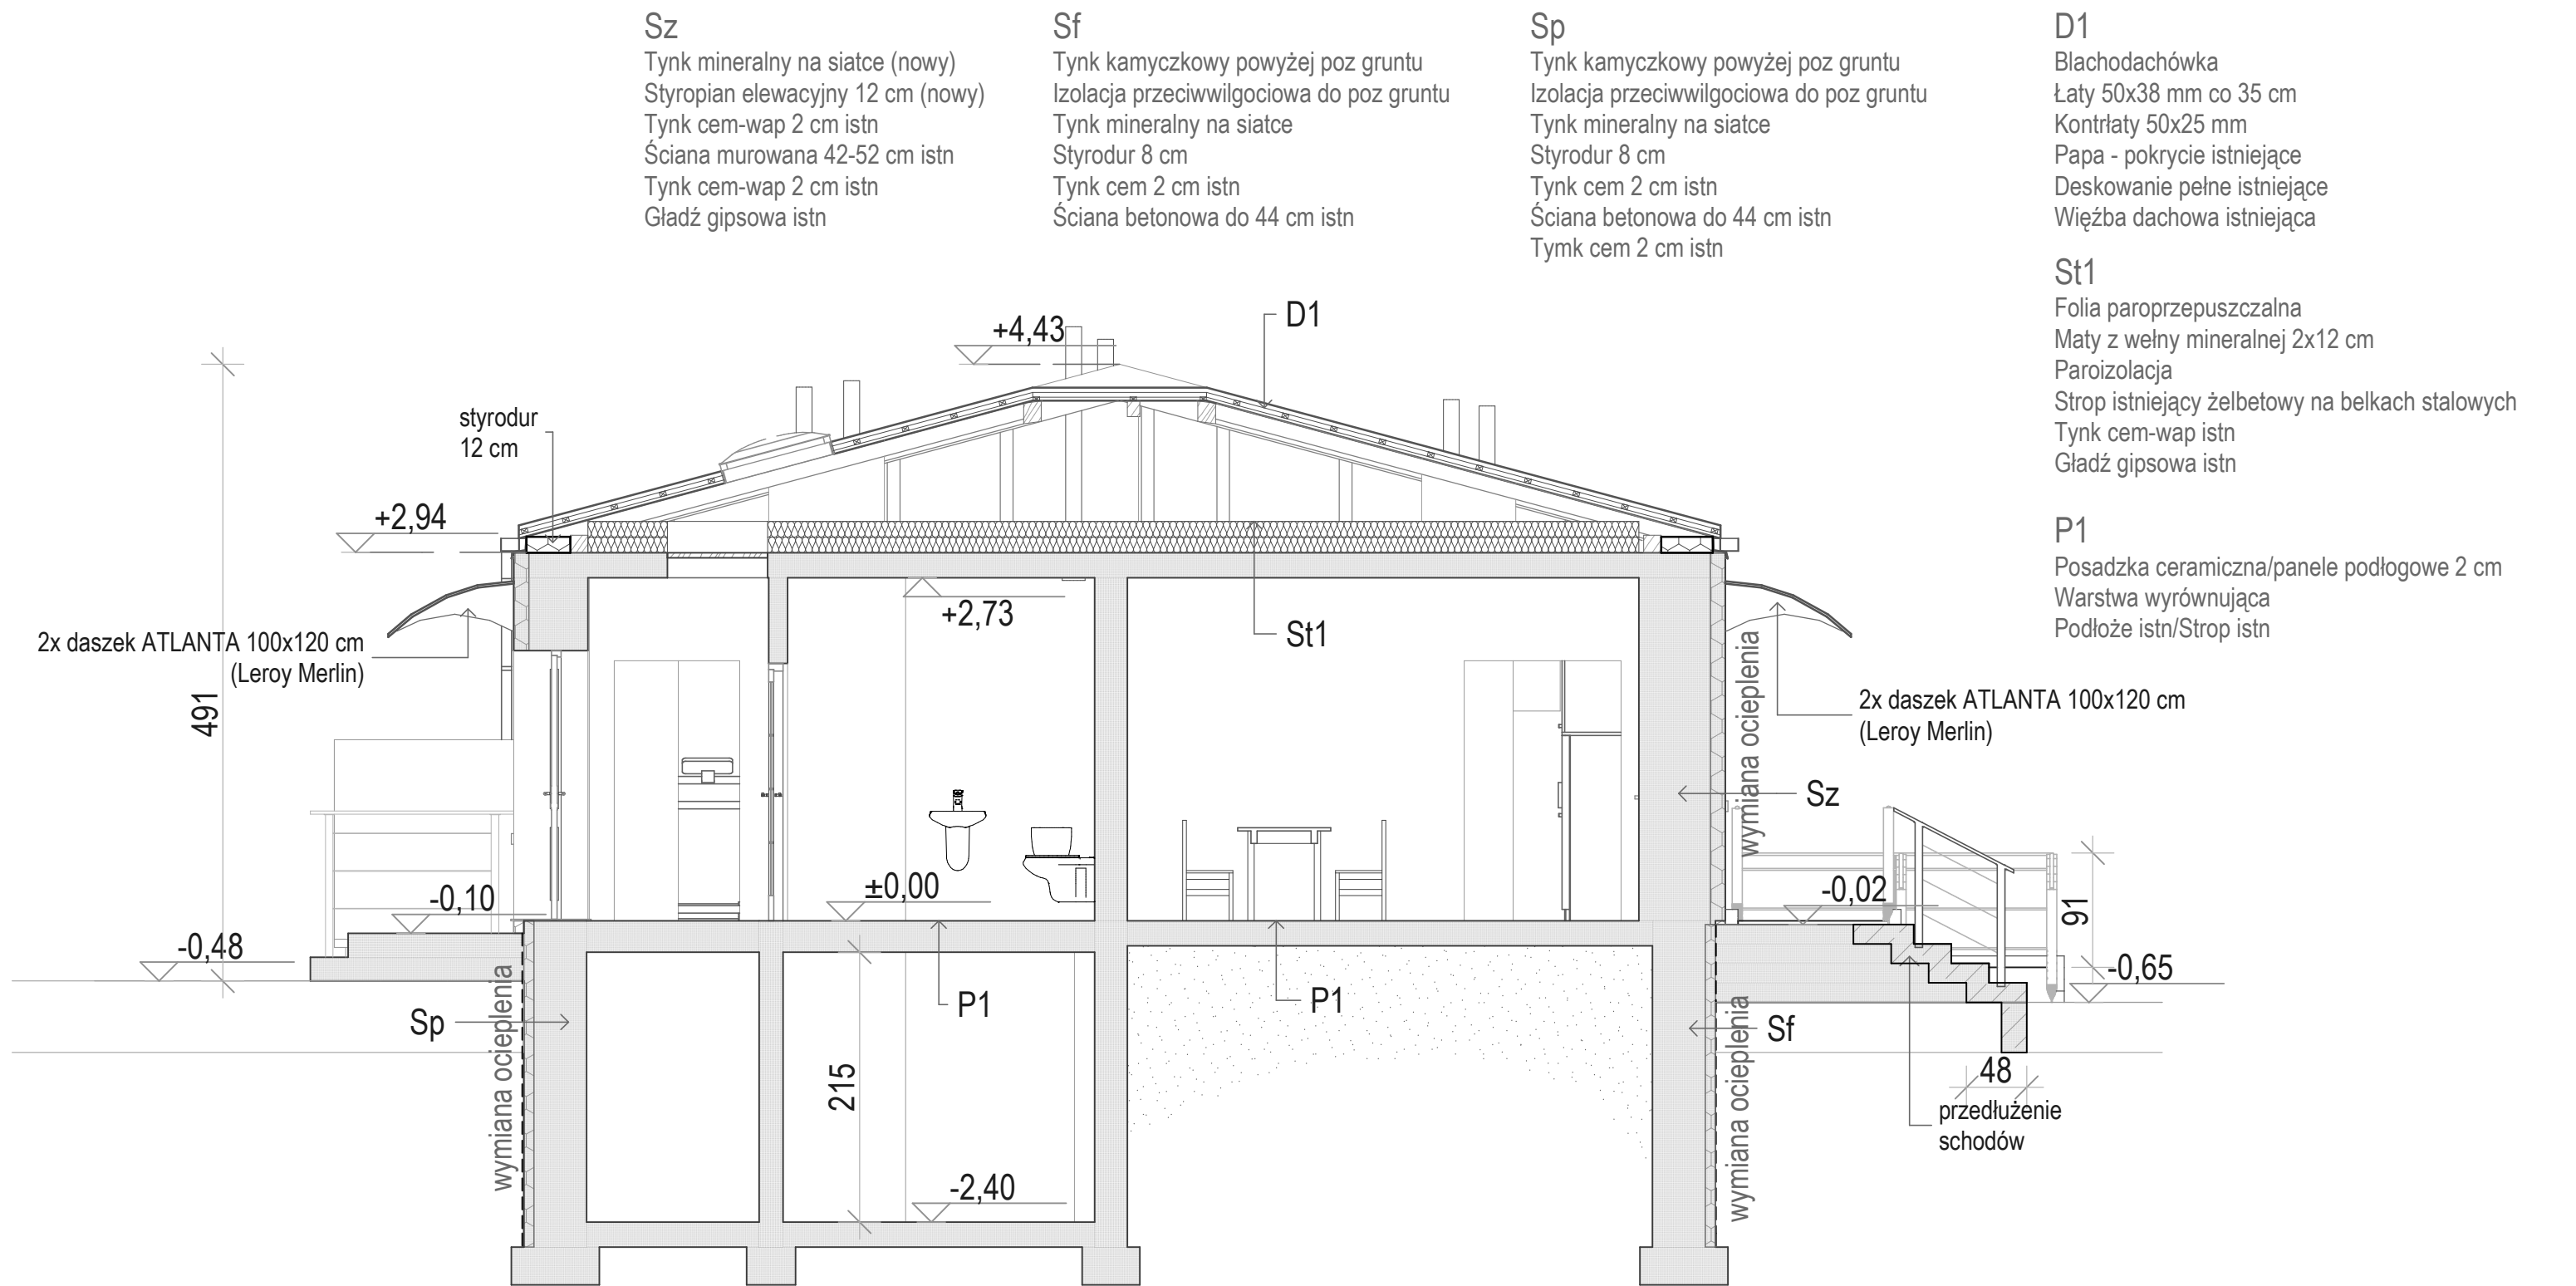 Sz
Tynk mineralny na siatce (nowy)
Styropian elewacyjny 12 cm (nowy)
Tynk cem-wap 2 cm istn
Ściana murowana 42-52 cm istn
Tynk cem-wap 2 cm istn
Gładź gipsowa istn
Sf
Tynk kamyczkowy powyżej poz gruntu
Izolacja przeciwwilgociowa do poz gruntu
Tynk mineralny na siatce
Styrodur 8 cm
Tynk cem 2 cm istn
Ściana betonowa do 44 cm istn
Sp
Tynk kamyczkowy powyżej poz gruntu
Izolacja przeciwwilgociowa do poz gruntu
Tynk mineralny na siatce
Styrodur 8 cm
Tynk cem 2 cm istn
Ściana betonowa do 44 cm istn
Tymk cem 2 cm istn
D1
Blachodachówka
Łaty 50x38 mm co 35 cm
Kontrłaty 50x25 mm
Papa - pokrycie istniejące
Deskowanie pełne istniejące
Więźba dachowa istniejąca
St1
Folia paroprzepuszczalna
Maty z wełny mineralnej 2x12 cm
Paroizolacja
Strop istniejący żelbetowy na belkach stalowych
Tynk cem-wap istn
Gładź gipsowa istn
P1
Posadzka ceramiczna/panele podłogowe 2 cm
Warstwa wyrównująca
Podłoże istn/Strop istn
+4,43
D1
styrodur
12 cm
+2,94
+2,73
St1
2x daszek ATLANTA 100x120 cm
(Leroy Merlin)
491
wymiana ocieplenia
2x daszek ATLANTA 100x120 cm
(Leroy Merlin)
Sz
±0,00
-0,10
-0,02
91
-0,48
-0,65
P1
P1
Sp
wymiana ocieplenia
215
Sf
wymiana ocieplenia
48
przedłużenie
schodów
-2,40